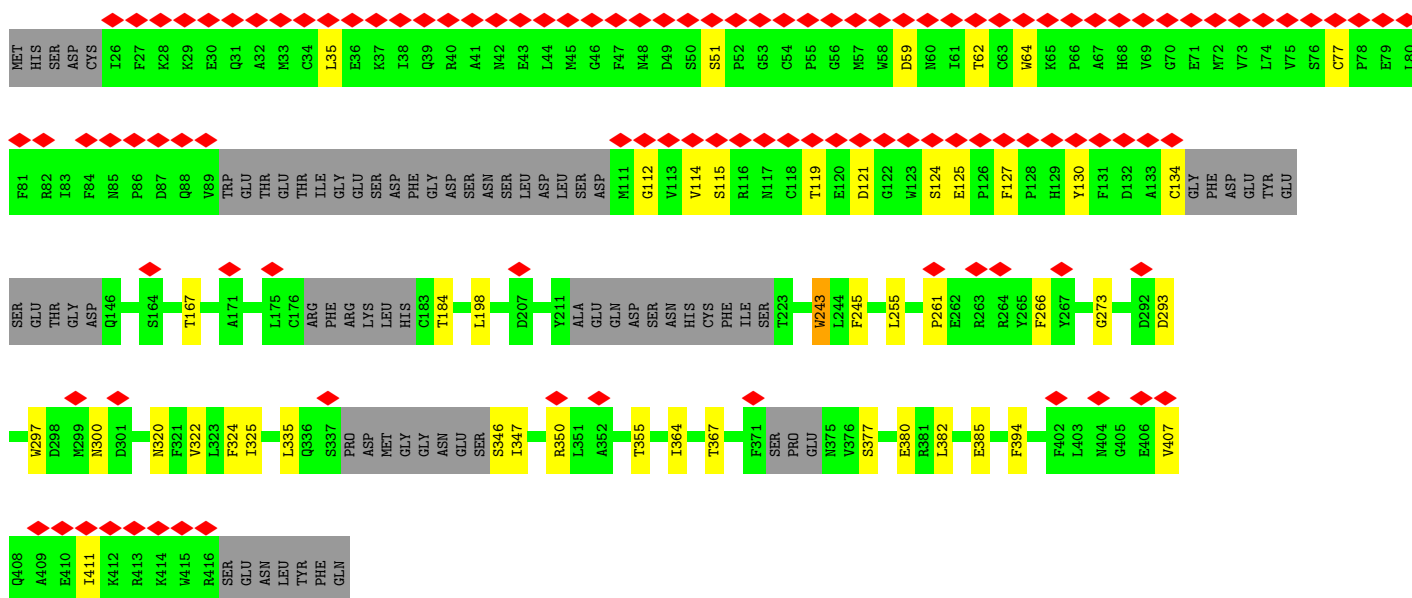 MET HIS SER ASP CYS I26 F27 K28 K29 E30 Q31 A32 M33 C34 L35 E36 K37 I38 Q39 R40 A41 N42 E43 L44 M45 G46 F47 N48 D49 S50 S51 P52 G53 C54 P55 G56 M57 W58 D59 N60 I61 T62 C63 W64 K65 P66 A67 H68 V69 G70 E71 M72 V73 L74 V75 S76 C77 P78 E79 L80
F81 R82 I83 F84 N85 P86 D87 Q88 V89 TRP GLU THR GLU THR ILE GLY GLU SER ASP PHE GLY ASP SER ASN SER LEU ASP LEU SER ASP M111 G112 V113 V114 S115 R116 N117 C118 T119 E120 D121 G122 W123 S124 E125 P126 F127 P128 H129 Y130 F131 D132 A133 C134 GLY PHE ASP GLU TYR GLU
SER GLU THR GLY ASP Q146 S164 T167 A171 L175 C176 ARG PHE ARG LYS LEU HIS C183 T184 L198 D207 Y211 ALA GLU GLN ASP SER ASN HIS CYS PHE ILE SER T223 W243 L244 F245 L255 P261 E262 R263 R264 Y265 F266 Y267 G273 D292 D293
W297 D298 M299 N300 D301 N320 F321 V322 L323 F324 I325 L335 Q336 S337 PRO ASP MET GLY GLY ASN GLU SER S346 I347 R350 L351 A352 T355 I364 T367 F371 SER PRO GLU N375 V376 S377 E380 R381 L382 E385 F394 F402 L403 N404 G405 E406 V407
Q408 A409 E410 I411 K412 R413 K414 W415 R416 SER GLU ASN LEU TYR PHE GLN